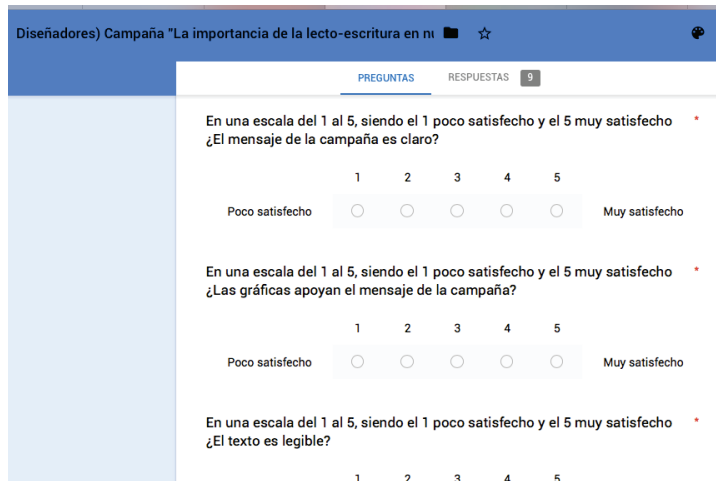 Diseñadores) Campaña "La importancia de la lecto-escritura en nu
PREGUNTAS RESPUESTAS 9
En una escala del 1 al 5, siendo el 1 poco satisfecho y el 5 muy satisfecho *
¿El mensaje de la campaña es claro?
1 2 3 4 5
Poco satisfecho Muy satisfecho
En una escala del 1 al 5, siendo el 1 poco satisfecho y el 5 muy satisfecho *
¿Las gráficas apoyan el mensaje de la campaña?
1 2 3 4 5
Poco satisfecho Muy satisfecho
En una escala del 1 al 5, siendo el 1 poco satisfecho y el 5 muy satisfecho *
¿El texto es legible?
1 2 3 4 5